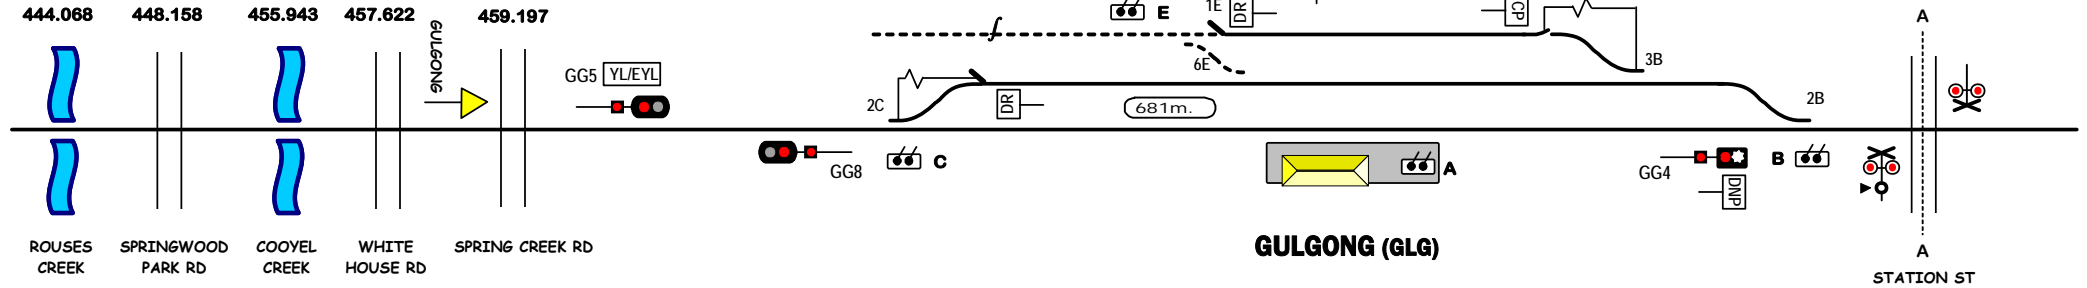 444.068 448.158 455.943 457.622 459.197
GULGONG
GG5 YL/EYL
E
1E
DR
CP
A
6E
3B
2C
DR
681m.
2B
GG8
C
A
GG4
DNP
B
ROUSES
CREEK
SPRINGWOOD
PARK RD
COOYEL
CREEK
WHITE
HOUSE RD
SPRING CREEK RD
GULGONG (GLG)
A
STATION ST